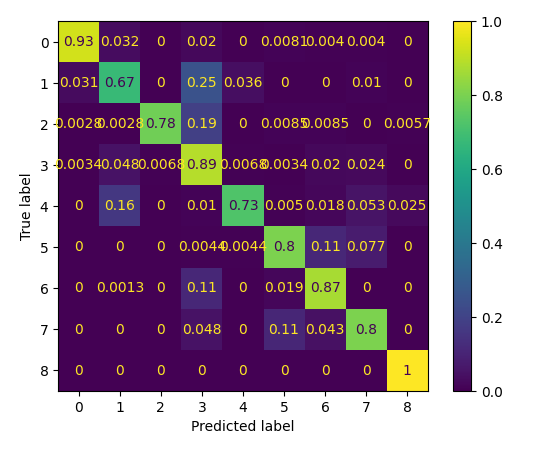 1.0
0 0.93 0.032 0 0.02 0 0.0081 0.004 0.004 0
1 0.031 0.67 0 0.25 0.036 0 0 0.01 0
0.8
2 0.0028 0.0028 0.78 0.19 0 0.0085 0.0085 0 0.0057
3 0.0034 0.048 0.0068 0.89 0.0068 0.0034 0.02 0.024 0
0.6
True label
4 0 0.16 0 0.01 0.73 0.005 0.018 0.053 0.025
0.4
5 0 0 0 0.0044 0.0044 0.8 0.11 0.077 0
6 0 0.0013 0 0.11 0 0.019 0.87 0 0
0.2
7 0 0 0 0.048 0 0.11 0.043 0.8 0
8 0 0 0 0 0 0 0 0 1
0.0
0 1 2 3 4 5 6 7 8
Predicted label